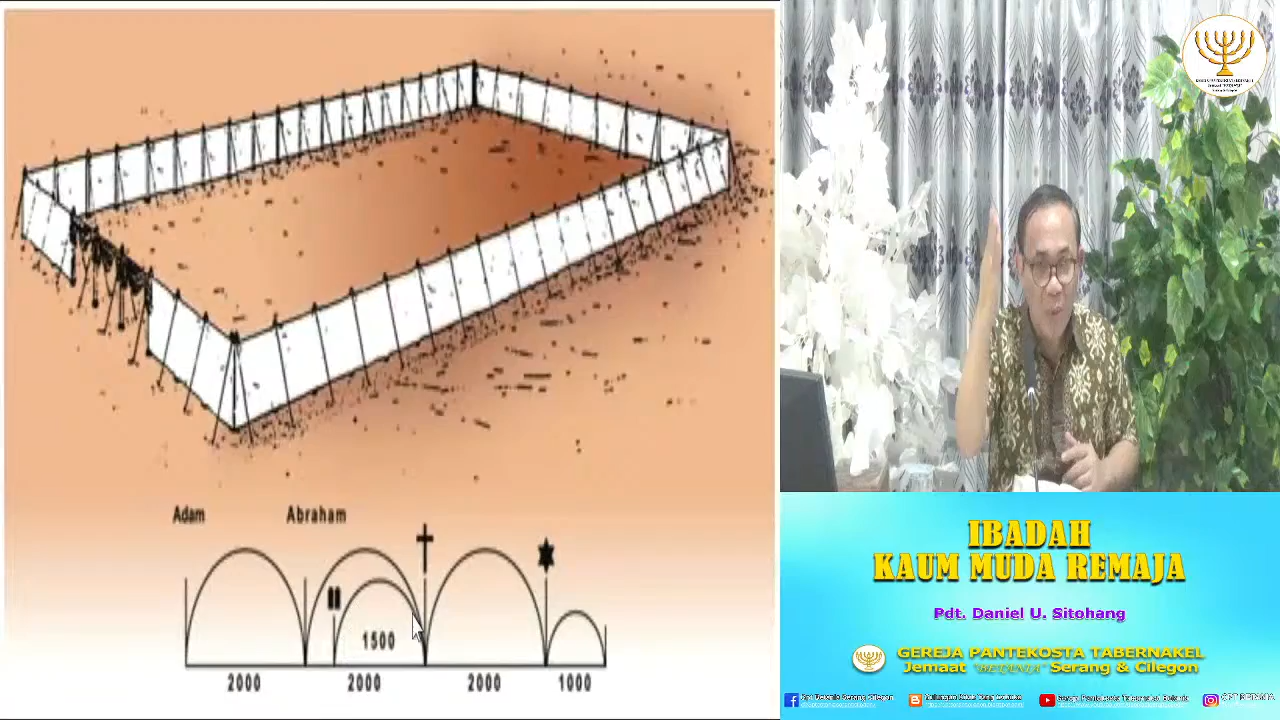 Adam Abraham
1500
2000 2000 2000 1000
IBADAH
KAUM MUDA REMAJA
Pdt. Daniel U. Sitohang
GEREJA PANTEKOSTA TABERNAKEL
Jemaat "BETHANIA" Serang & Cilegon